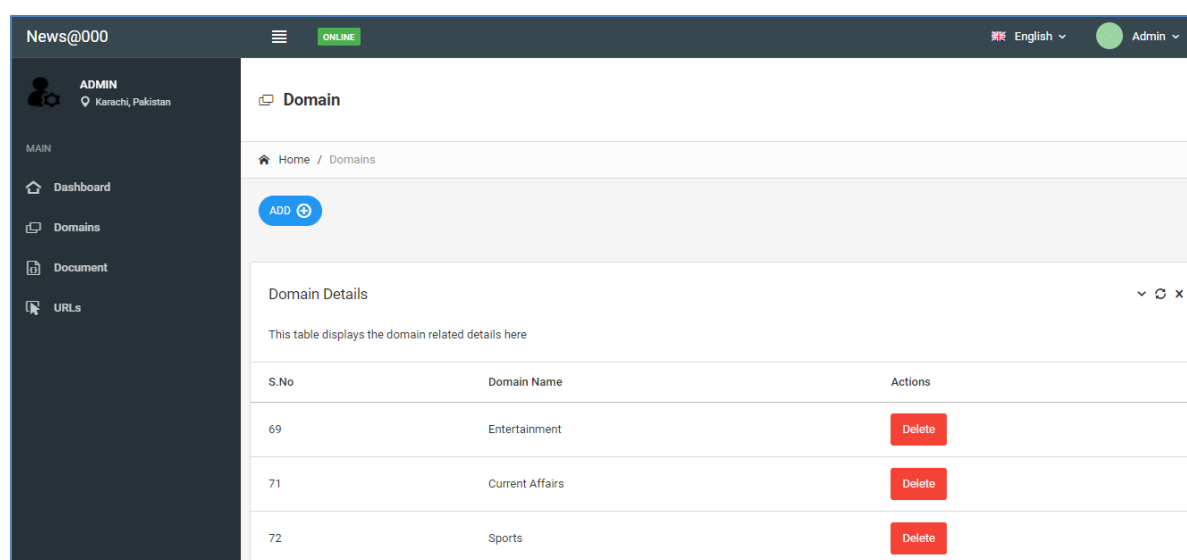 News@000
ONLINE
English
Admin
ADMIN
Karachi, Pakistan
MAIN
Dashboard
Domains
Document
URLs
Domain
Home / Domains
ADD
Domain Details
This table displays the domain related details here
S.No Domain Name Actions
69 Entertainment Delete
71 Current Affairs Delete
72 Sports Delete